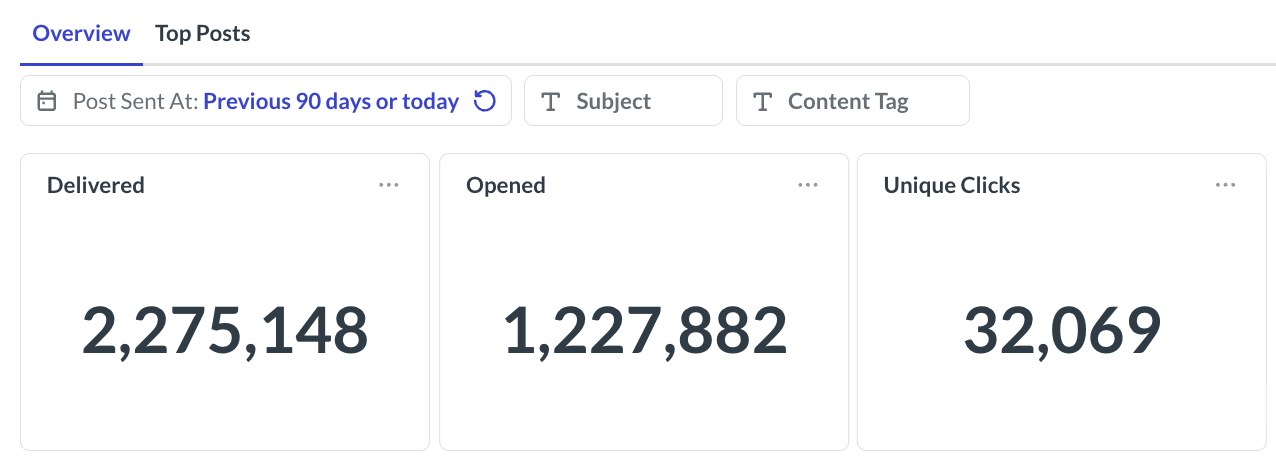 Overview Top Posts
Post Sent At: Previous 90 days or today Subject Content Tag
Delivered Opened Unique Clicks
2,275,148 1,227,882 32,069